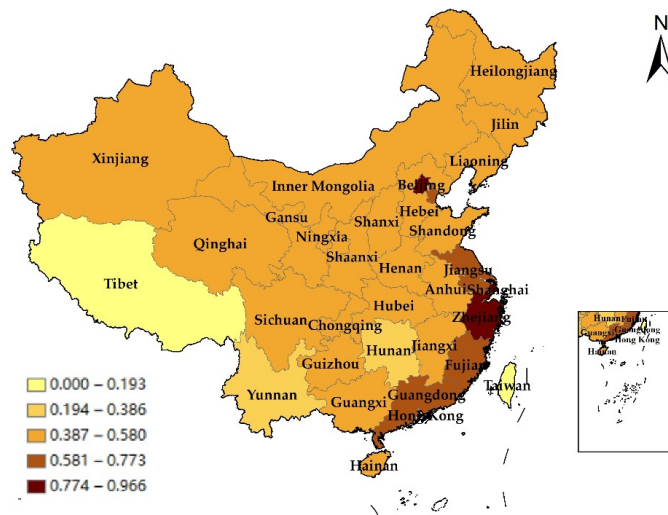 N
Heilongjiang
Jilin
Liaoning
Xinjiang
Inner Mongolia
Beijing
Gansu
Shanxi
Hebei
Ningxia
Shandong
Qinghai
Shaanxi
Henan
Jiangsu
Tibet
Anhui
Shanghai
Hubei
Zhejiang
Sichuan
Chongqing
Hunan
Jiangxi
Guizhou
Fujian
Yunnan
Guangxi
Guangdong
Hong Kong
Taiwan
Hainan
0.000 – 0.193
0.194 – 0.386
0.387 – 0.580
0.581 – 0.773
0.774 – 0.966
Hunan
Fujian
Guangxi
Guangdong
Hong Kong
Hainan